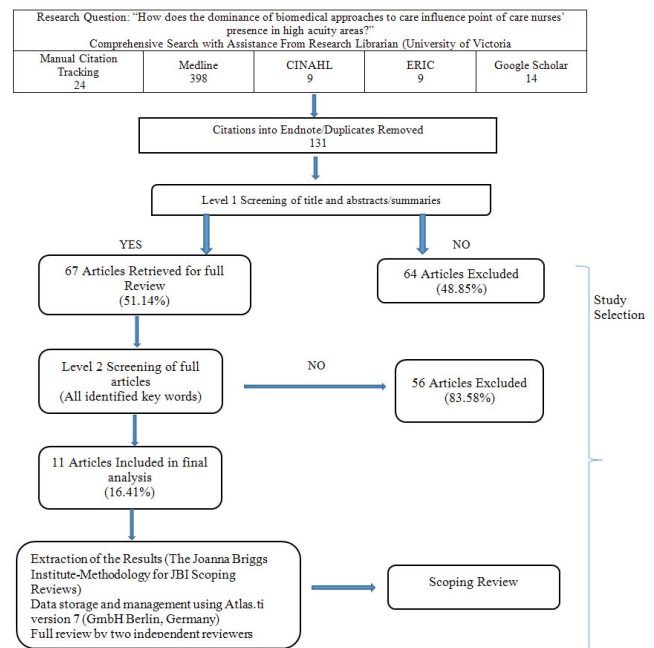 Research Question: “How does the dominance of biomedical approaches to care influence point of care nurses’
presence in high acuity areas?”
Comprehensive Search with Assistance From Research Librarian (University of Victoria
Manual Citation
Tracking
24
Medline
398
CINAHL
9
ERIC
9
Google Scholar
14
Citations into Endnote/Duplicates Removed
131
Level 1 Screening of title and abstracts/summaries
YES
NO
67 Articles Retrieved for full
Review
(51.14%)
64 Articles Excluded
(48.85%)
Study
Selection
Level 2 Screening of full
articles
(All identified key words)
NO
56 Articles Excluded
(83.58%)
11 Articles Included in final
analysis
(16.41%)
Extraction of the Results (The Joanna Briggs
Institute-Methodology for JBI Scoping
Reviews)
Data storage and management using Atlas.ti
version 7 (GmbH Berlin, Germany)
Full review by two independent reviewers
Scoping Review